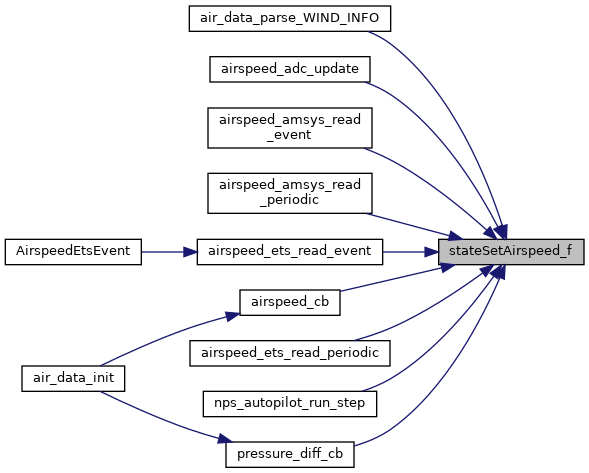 air_data_parse_WIND_INFO
airspeed_adc_update
airspeed_amsys_read
_event
airspeed_amsys_read
_periodic
AirspeedEtsEvent
airspeed_ets_read_event
stateSetAirspeed_f
airspeed_cb
airspeed_ets_read_periodic
air_data_init
nps_autopilot_run_step
pressure_diff_cb